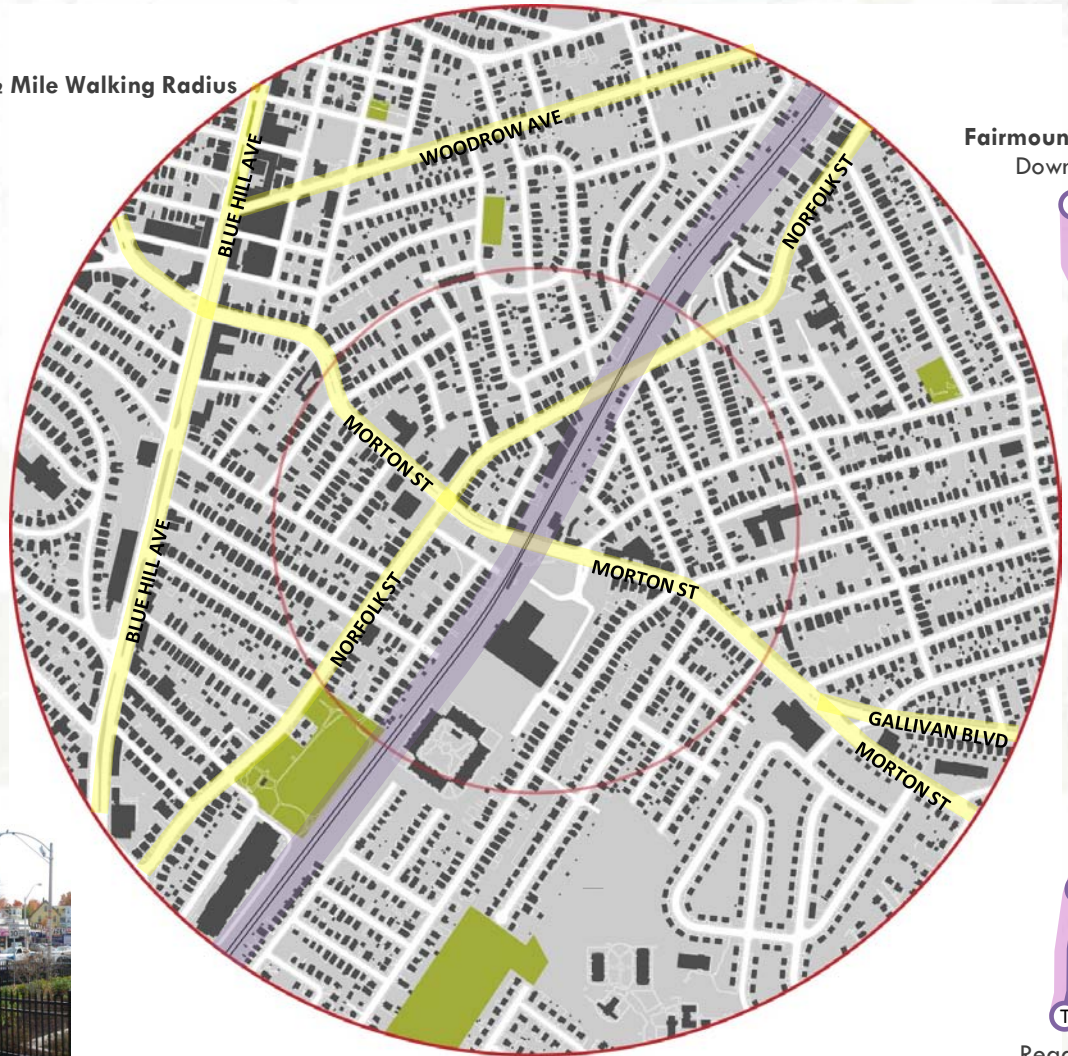 Mile Walking Radius
WOODROW AVE
BLUE HILL AVE
NORFOLK ST
Fairmoun
Down
MORTON ST
MORTON ST
BLUE HILL AVE
NORFOLK ST
GALLIVAN BLVD
MORTON ST
T
Read